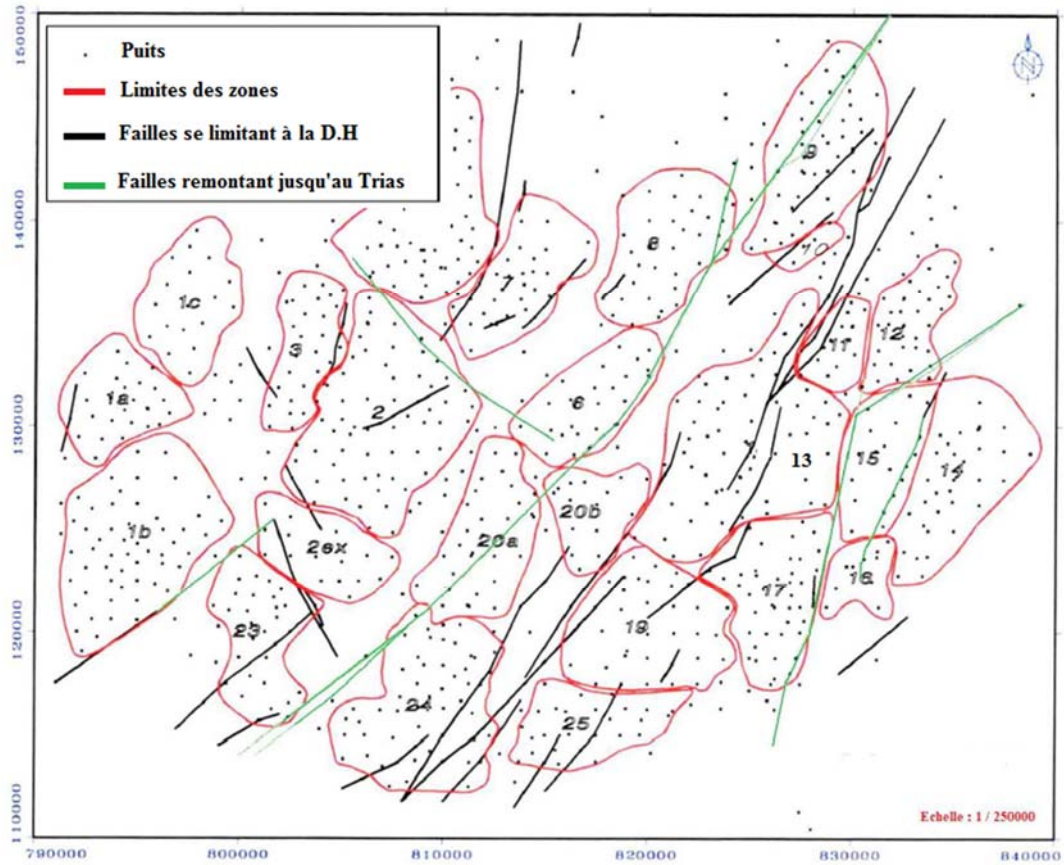 Puits
Limites des zones
Failles se limitant à la D.H
Failles remontant jusqu'au Trias
N
150000
140000
130000
120000
110000
9
10
8
7
1c
3
11
12
1a
2
6
13
15
14
1b
2ex
20a
20b
17
16
23
19
24
25
Echelle : 1 / 250000
790000
800000
810000
820000
830000
840000